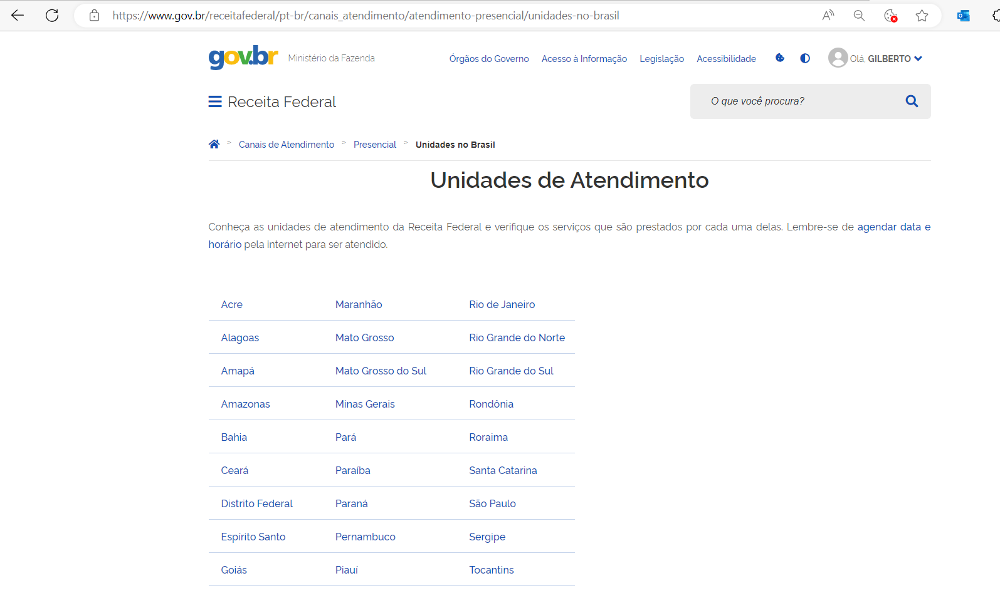 https://www.gov.br/receitafederal/pt-br/canais_atendimento/atendimento-presencial/unidades-no-brasil
gov.br Ministério da Fazenda Órgãos do Governo Acesso à Informação Legislação Acessibilidade Olá, GILBERTO
Receita Federal O que você procura?
> Canais de Atendimento > Presencial > Unidades no Brasil
Unidades de Atendimento
Conheça as unidades de atendimento da Receita Federal e verifique os serviços que são prestados por cada uma delas. Lembre-se de agendar data e
horário pela internet para ser atendido.
Acre Maranhão Rio de Janeiro
Alagoas Mato Grosso Rio Grande do Norte
Amapá Mato Grosso do Sul Rio Grande do Sul
Amazonas Minas Gerais Rondônia
Bahia Pará Roraima
Ceará Paraíba Santa Catarina
Distrito Federal Paraná São Paulo
Espírito Santo Pernambuco Sergipe
Goiás Piauí Tocantins